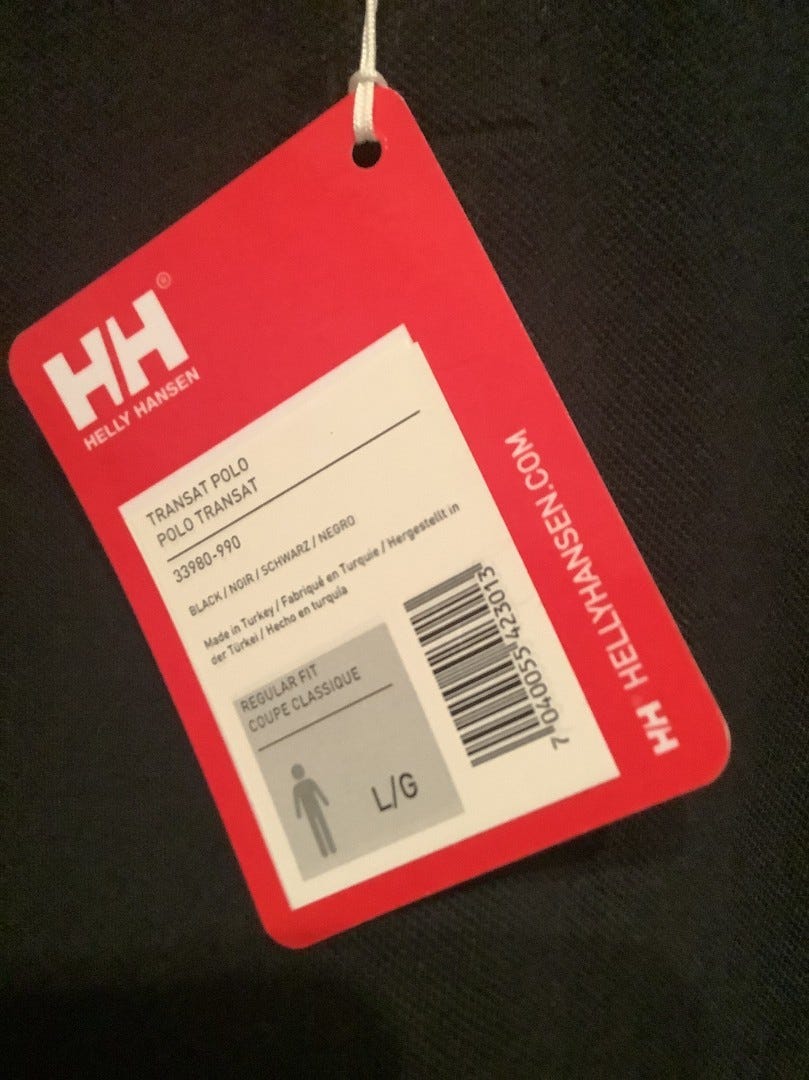 HH®
HELLY HANSEN
TRANSAT POLO
POLO TRANSAT
33980-990
BLACK / NOIR / SCHWARZ / NEGRO
Made in Turkey / Fabriqué en Turquie / Hergestellt in
der Türkei / Hecho en turquía
REGULAR FIT
COUPE CLASSIQUE
L/G
7 040055 423013
HH HELLYHANSEN.COM